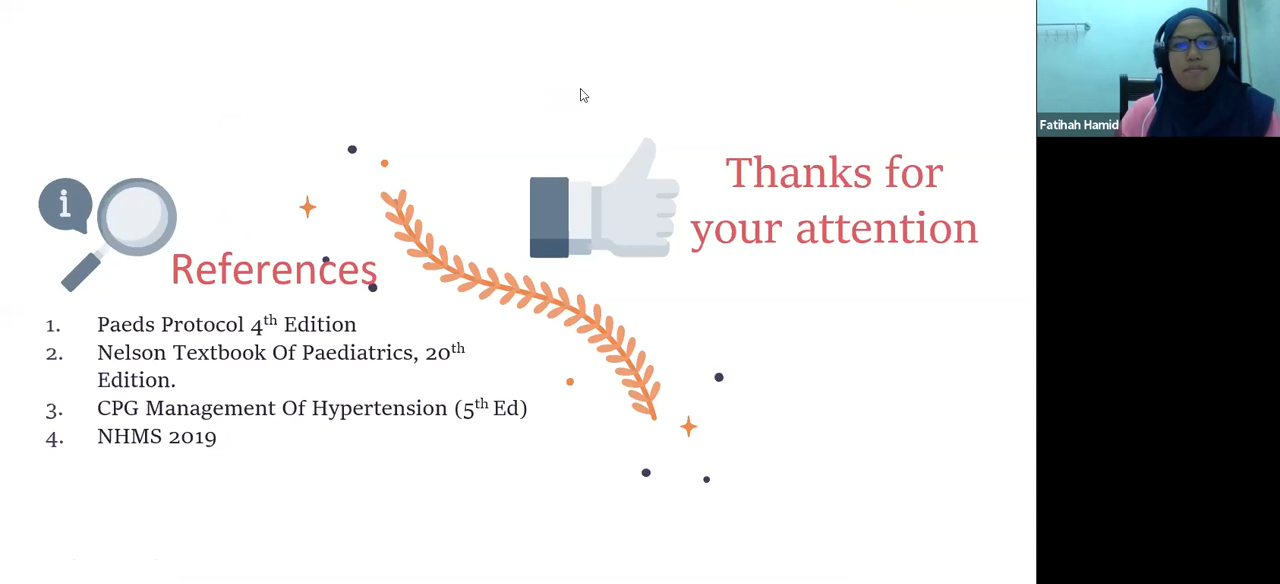 Thanks for
your attention
References
1. Paeds Protocol 4th Edition
2. Nelson Textbook Of Paediatrics, 20th
Edition.
3. CPG Management Of Hypertension (5th Ed)
4. NHMS 2019
Fatihah Hamid